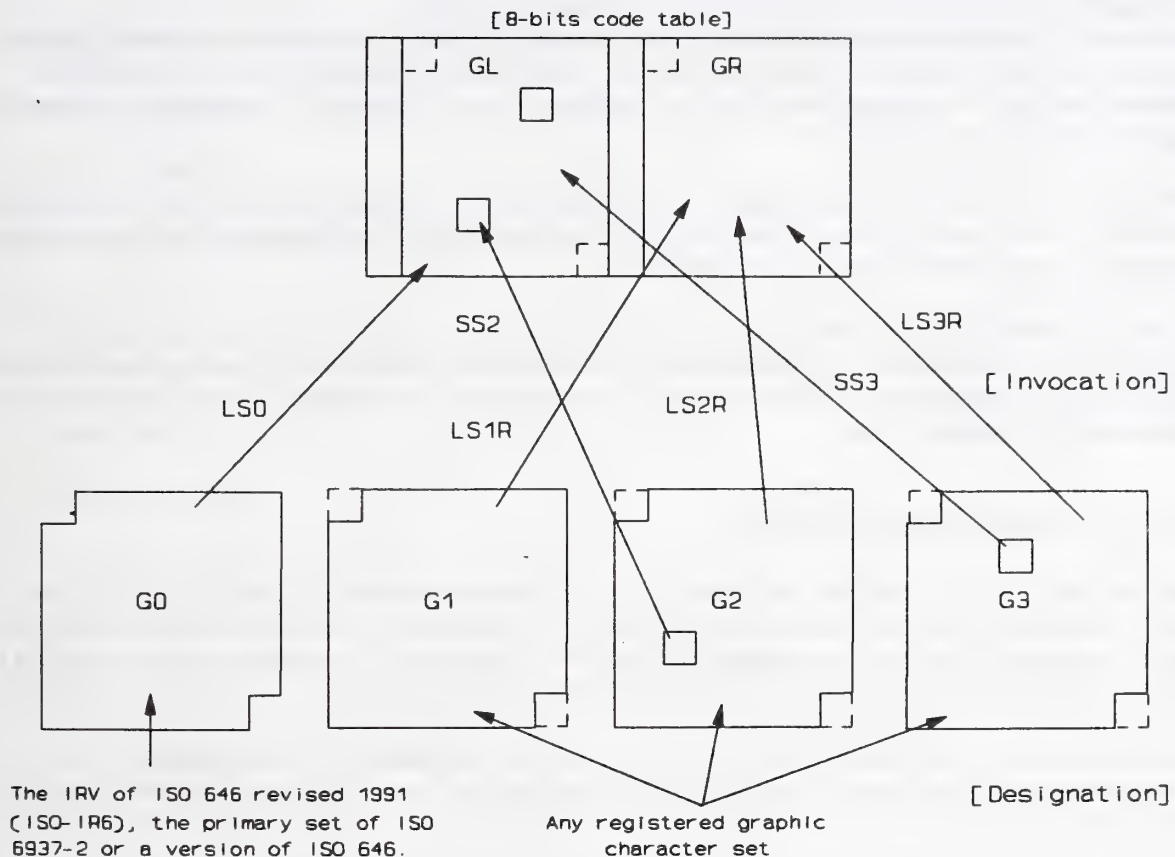 [8-bits code table]
GL GR
SS2
LS3R
SS3
[Invocation]
LS0
LS1R
LS2R
G0 G1 G2 G3
The IRV of ISO 646 revised 1991
(ISO-IR6), the primary set of ISO
6937-2 or a version of ISO 646.
Any registered graphic
character set
[Designation]